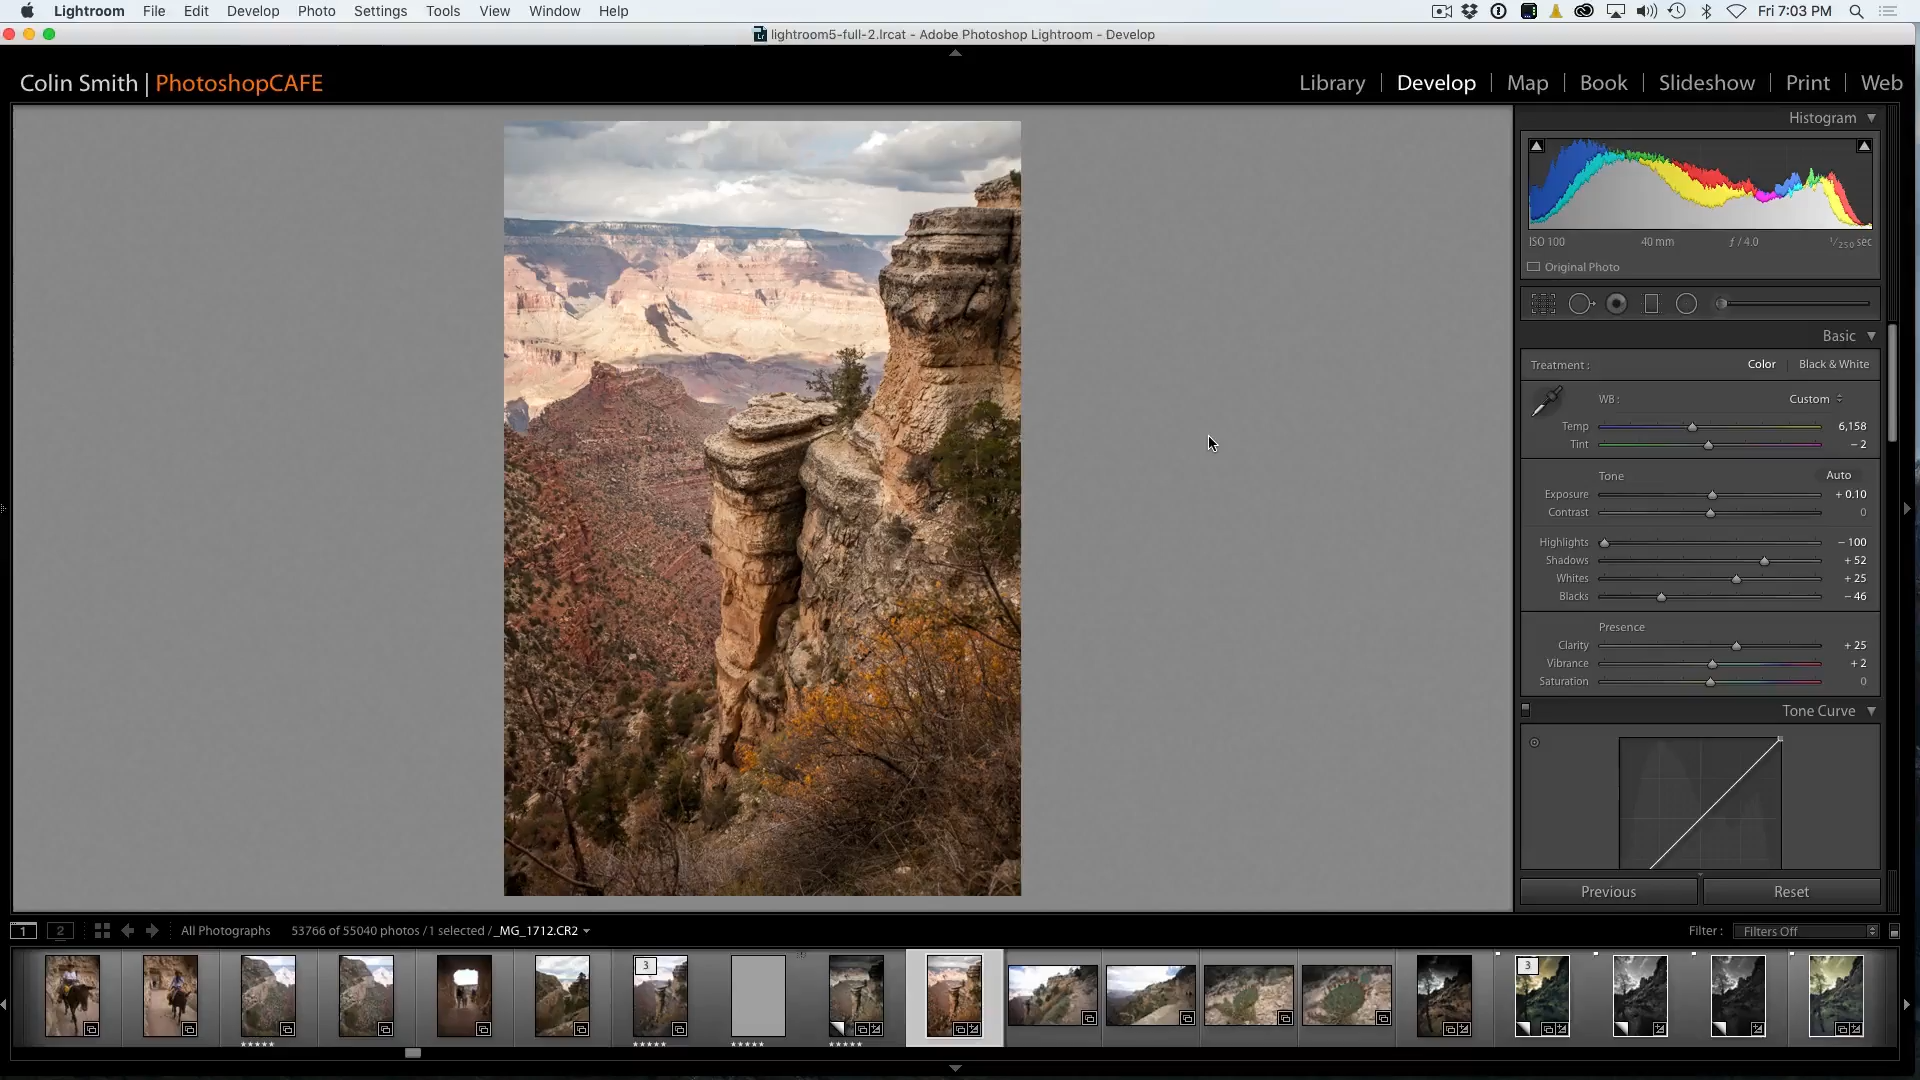 Lightroom File Edit Develop Photo Settings Tools View Window Help Fri 7:03 PM
lightroom5-full-2.lrcat - Adobe Photoshop Lightroom - Develop
Colin Smith | PhotoshopCAFE
Library | Develop | Map | Book | Slideshow | Print | Web
Histogram
ISO 100 40 mm ƒ / 4.0 1/250 sec
Original Photo
Basic
Treatment : Color | Black & White
WB : Custom
Temp 6,158
Tint – 2
Tone Auto
Exposure + 0.10
Contrast 0
Highlights – 100
Shadows + 52
Whites + 25
Blacks – 46
Presence
Clarity + 25
Vibrance + 2
Saturation 0
Tone Curve
Previous Reset
1 2 All Photographs 53766 of 55040 photos / 1 selected / _MG_1712.CR2 Filter : Filters Off
3 3